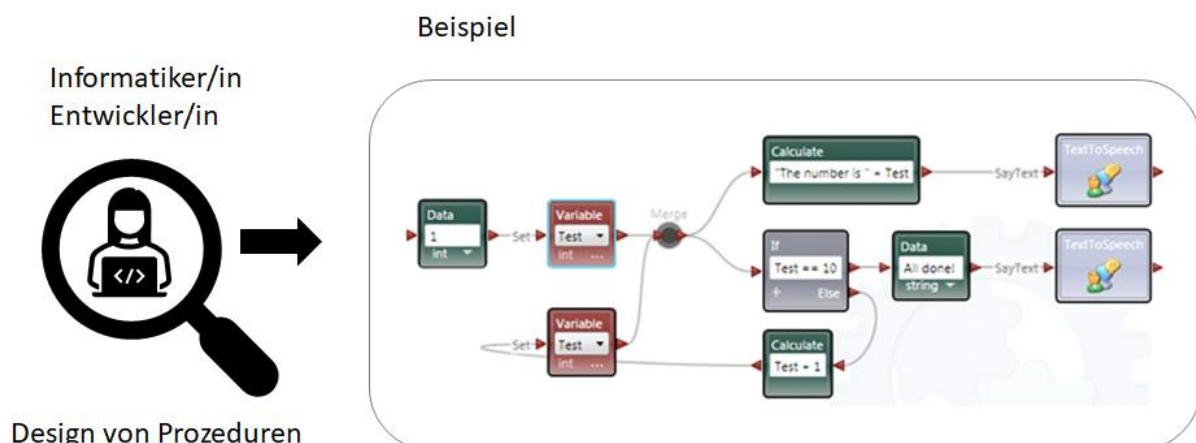 Beispiel
Informatiker/in
Entwickler/in
</>
Design von Prozeduren
Calculate
"The number is " + Test
SayText
TextToSpeech
Data
1
int
Set
Variable
Test
int ...
Merge
If
Test == 10
+ Else
Data
All done!
string
SayText
TextToSpeech
Set
Variable
Test
int ...
Calculate
Test + 1